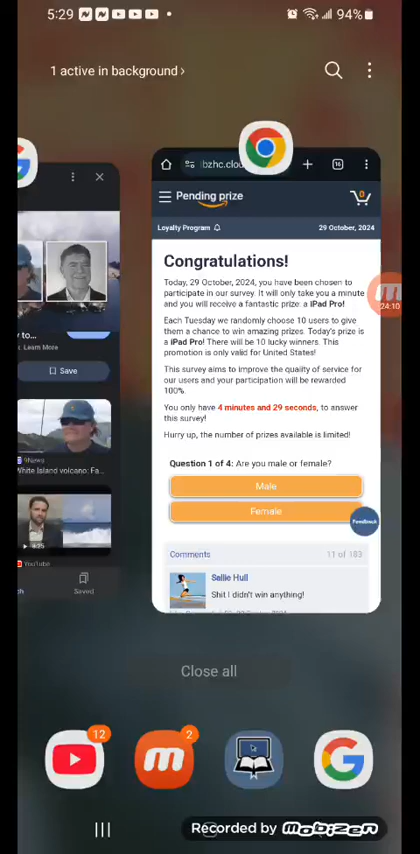 5:29
94%
1 active in background ›
lbzhc.clou
16
Pending prize
0
Loyalty Program
29 October, 2024
Congratulations!
Today, 29 October, 2024, you have been chosen to
participate in our survey. It will only take you a minute
and you will receive a fantastic prize: a iPad Pro!
24:10
Each Tuesday we randomly choose 10 users to give
them a chance to win amazing prizes. Today's prize is
a iPad Pro! There will be 10 lucky winners. This
promotion is only valid for United States!
This survey aims to improve the quality of service for
our users and your participation will be rewarded
100%.
You only have 4 minutes and 29 seconds, to answer
this survey!
Hurry up, the number of prizes available is limited!
Question 1 of 4: Are you male or female?
Male
Female
Feedback
Comments
11 of 183
Sallie Hull
Shit I didn't win anything!
to...
Learn More
Save
9News
White Island volcano: Fa...
4:25
YouTube
ch
Saved
Close all
12
2
Recorded by mobizen